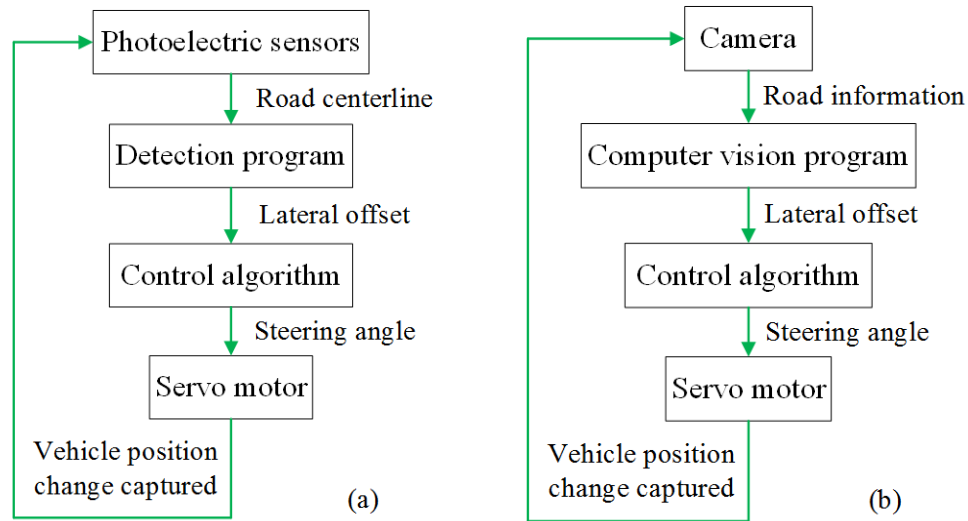 Photoelectric sensors
Road centerline
Detection program
Lateral offset
Control algorithm
Steering angle
Servo motor
Vehicle position
change captured
(a)
Camera
Road information
Computer vision program
Lateral offset
Control algorithm
Steering angle
Servo motor
Vehicle position
change captured
(b)